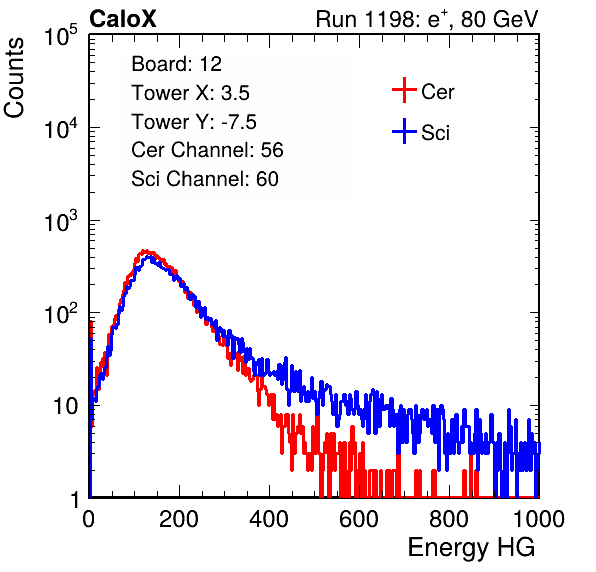 CaloX Run 1198: e⁺, 80 GeV
Counts
10⁵
10⁴
10³
10²
10
1
Board: 12
Tower X: 3.5
Tower Y: -7.5
Cer Channel: 56
Sci Channel: 60
Cer
Sci
0 200 400 600 800 1000
Energy HG